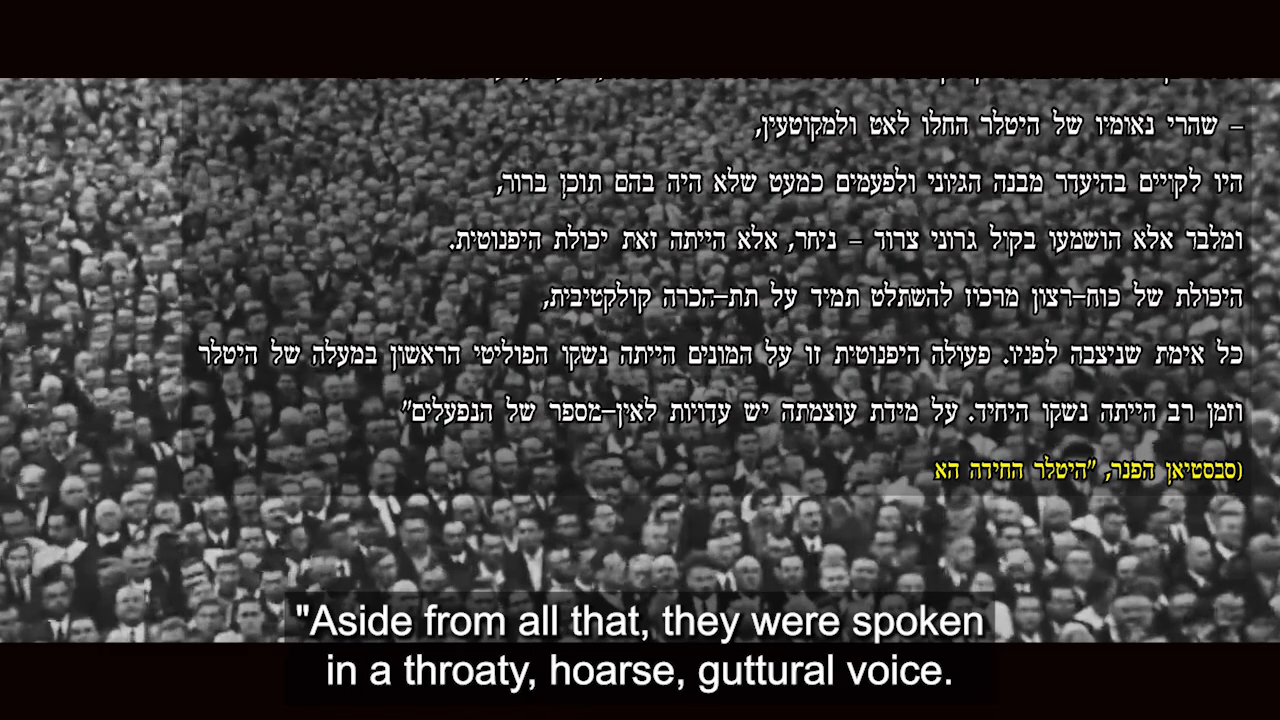 – שהרי נאומיו של היטלר החלו לאט ולמקוטעין,
היו לקויים בהיעדר מבנה הגיוני ולפעמים כמעט שלא היה בהם תוכן ברור,
ומלבד אלא הושמעו בקול גרוני צרוד – ניחר, אלא הייתה זאת יכולת היפנוטית.
היכולת של כוח–רצון מרכיז להשתלט תמיד על תת–הכרה קולקטיבית,
כל אימת שניצבה לפניו. פעולה היפנוטית זו על המונים הייתה נשקו הפוליטי הראשון במעלה של היטלר
וזמן רב הייתה נשקו היחיד. על מידת עוצמתה יש עדויות לאין–מספר של הנפעלים"
(סבסטיאן הפנר, "היטלר החידה הא
"Aside from all that, they were spoken
in a throaty, hoarse, guttural voice.